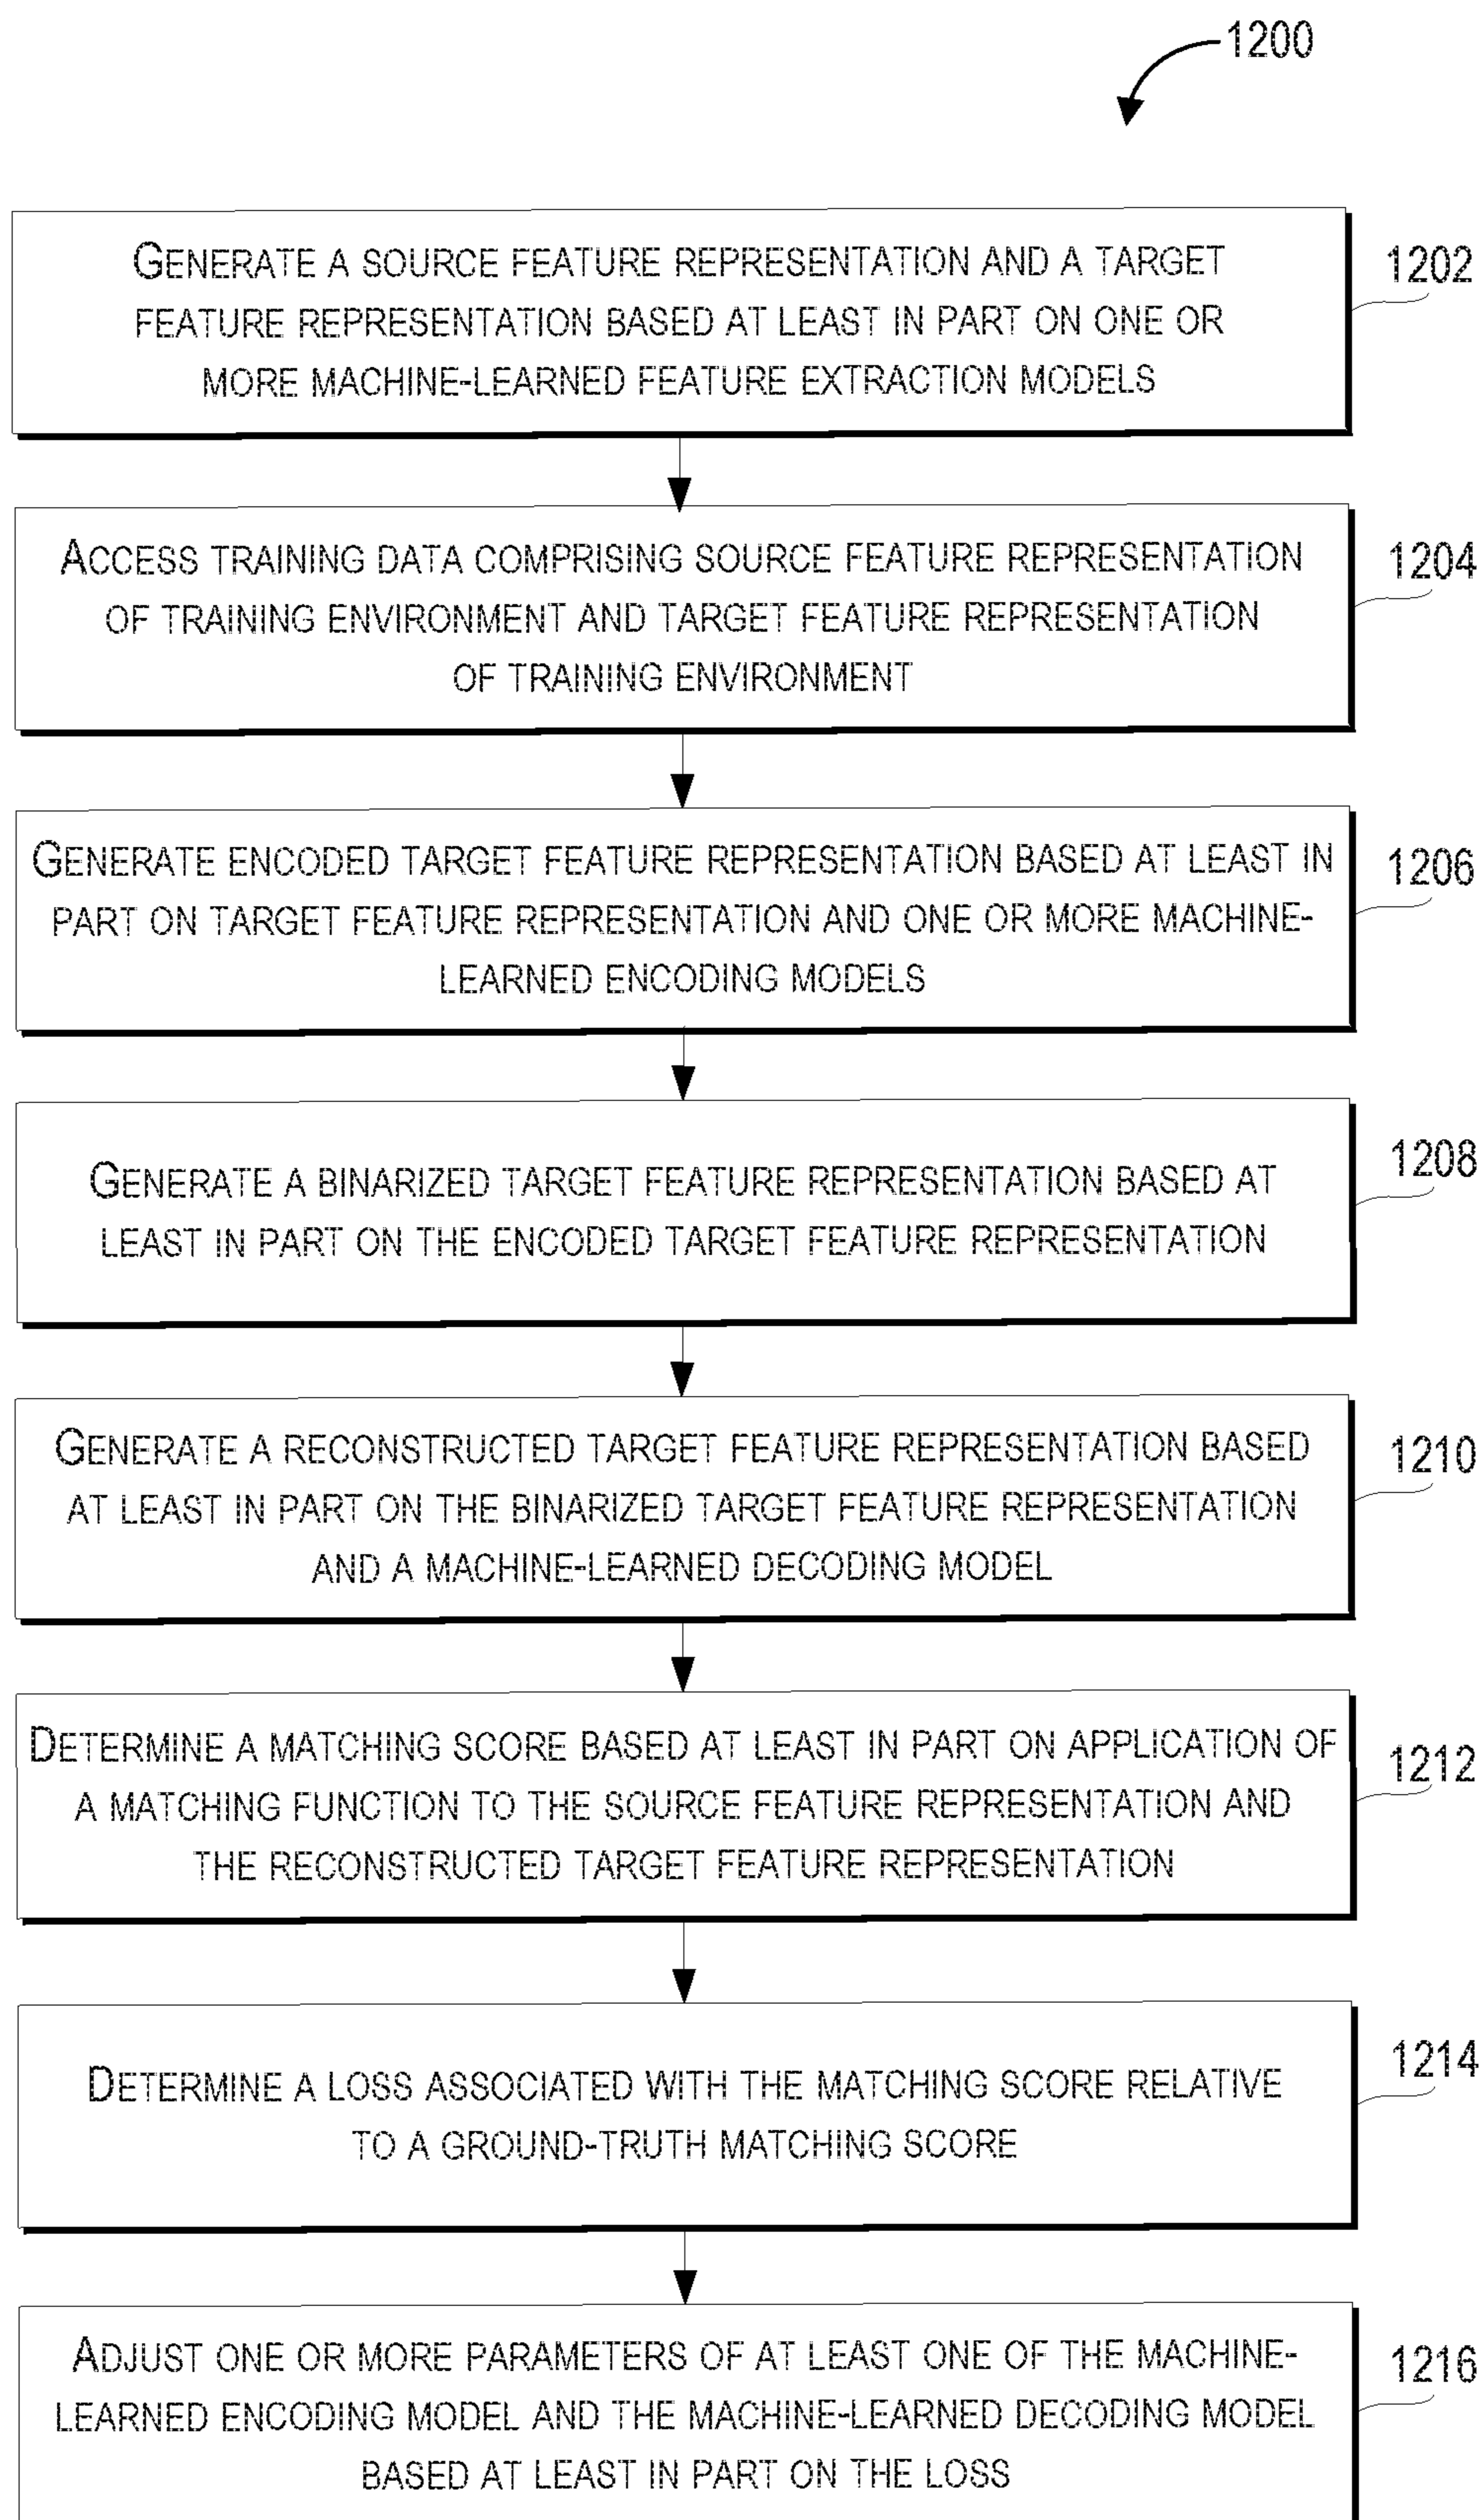 1200
GENERATE A SOURCE FEATURE REPRESENTATION AND A TARGET
FEATURE REPRESENTATION BASED AT LEAST IN PART ON ONE OR
MORE MACHINE-LEARNED FEATURE EXTRACTION MODELS
1202
ACCESS TRAINING DATA COMPRISING SOURCE FEATURE REPRESENTATION
OF TRAINING ENVIRONMENT AND TARGET FEATURE REPRESENTATION
OF TRAINING ENVIRONMENT
1204
GENERATE ENCODED TARGET FEATURE REPRESENTATION BASED AT LEAST IN
PART ON TARGET FEATURE REPRESENTATION AND ONE OR MORE MACHINE-
LEARNED ENCODING MODELS
1206
GENERATE A BINARIZED TARGET FEATURE REPRESENTATION BASED AT
LEAST IN PART ON THE ENCODED TARGET FEATURE REPRESENTATION
1208
GENERATE A RECONSTRUCTED TARGET FEATURE REPRESENTATION BASED
AT LEAST IN PART ON THE BINARIZED TARGET FEATURE REPRESENTATION
AND A MACHINE-LEARNED DECODING MODEL
1210
DETERMINE A MATCHING SCORE BASED AT LEAST IN PART ON APPLICATION OF
A MATCHING FUNCTION TO THE SOURCE FEATURE REPRESENTATION AND
THE RECONSTRUCTED TARGET FEATURE REPRESENTATION
1212
DETERMINE A LOSS ASSOCIATED WITH THE MATCHING SCORE RELATIVE
TO A GROUND-TRUTH MATCHING SCORE
1214
ADJUST ONE OR MORE PARAMETERS OF AT LEAST ONE OF THE MACHINE-
LEARNED ENCODING MODEL AND THE MACHINE-LEARNED DECODING MODEL
BASED AT LEAST IN PART ON THE LOSS
1216